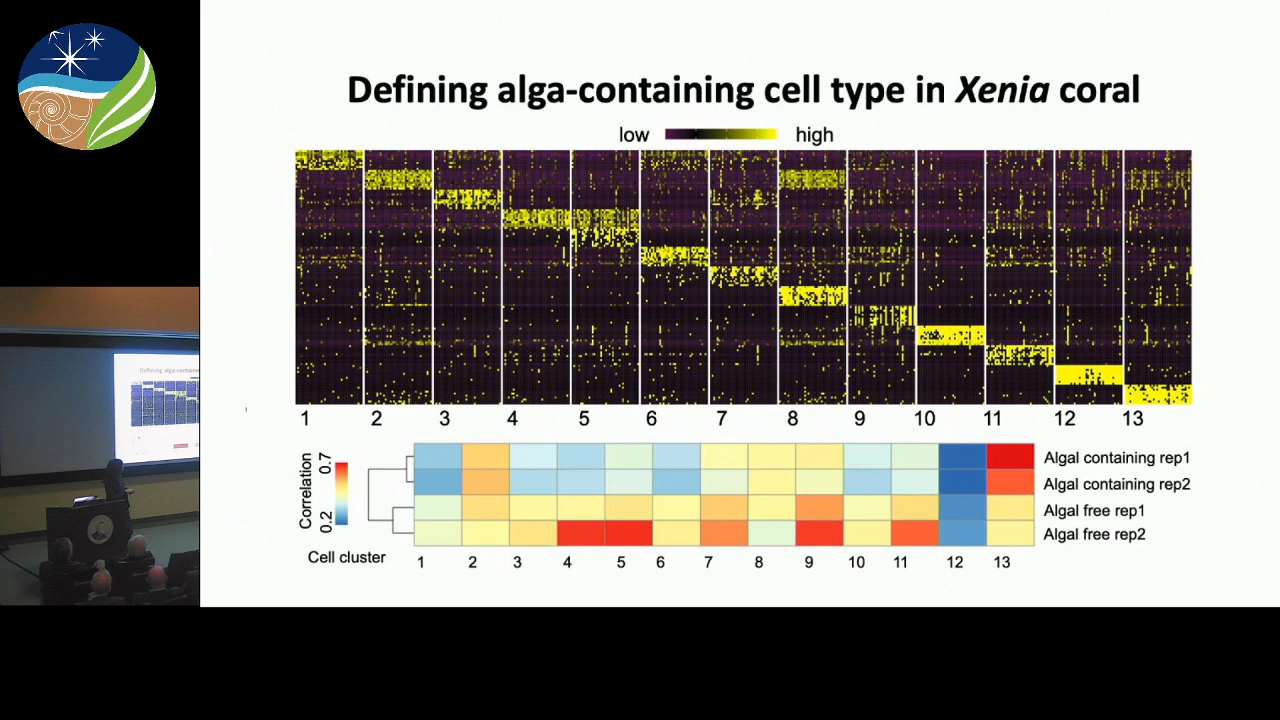 Defining alga-containing cell type in Xenia coral
low high
1 2 3 4 5 6 7 8 9 10 11 12 13
Correlation
0.7
0.2
Algal containing rep1
Algal containing rep2
Algal free rep1
Algal free rep2
Cell cluster 1 2 3 4 5 6 7 8 9 10 11 12 13